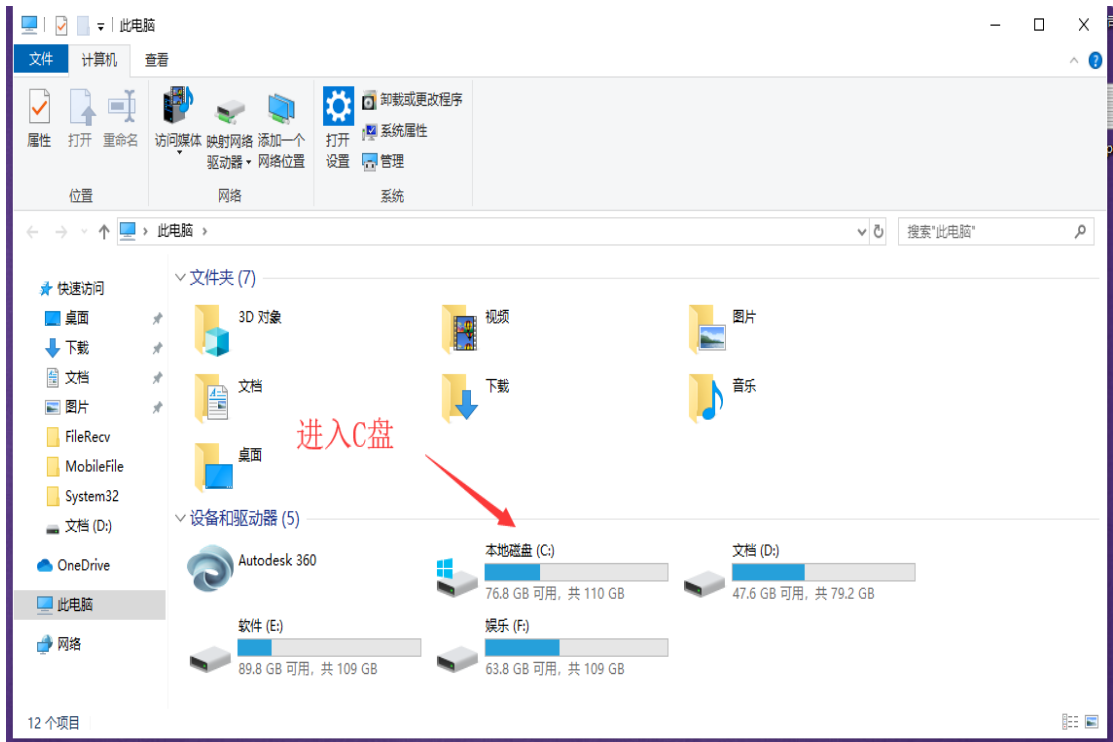 此电脑
文件 计算机 查看
属性 打开 重命名 访问媒体 映射网络 添加一个 打开 卸载或更改程序
驱动器 网络位置 设置 系统属性
管理
位置 网络 系统
此电脑 搜索"此电脑"
快速访问
桌面
下载
文档
图片
FileRecv
MobileFile
System32
文档 (D:)
OneDrive
此电脑
网络
文件夹 (7)
3D 对象 视频 图片
文档 下载 音乐
桌面
进入C盘
设备和驱动器 (5)
Autodesk 360
本地磁盘 (C:)
76.8 GB 可用, 共 110 GB
文档 (D:)
47.6 GB 可用, 共 79.2 GB
软件 (E:)
89.8 GB 可用, 共 109 GB
娱乐 (F:)
63.8 GB 可用, 共 109 GB
12 个项目